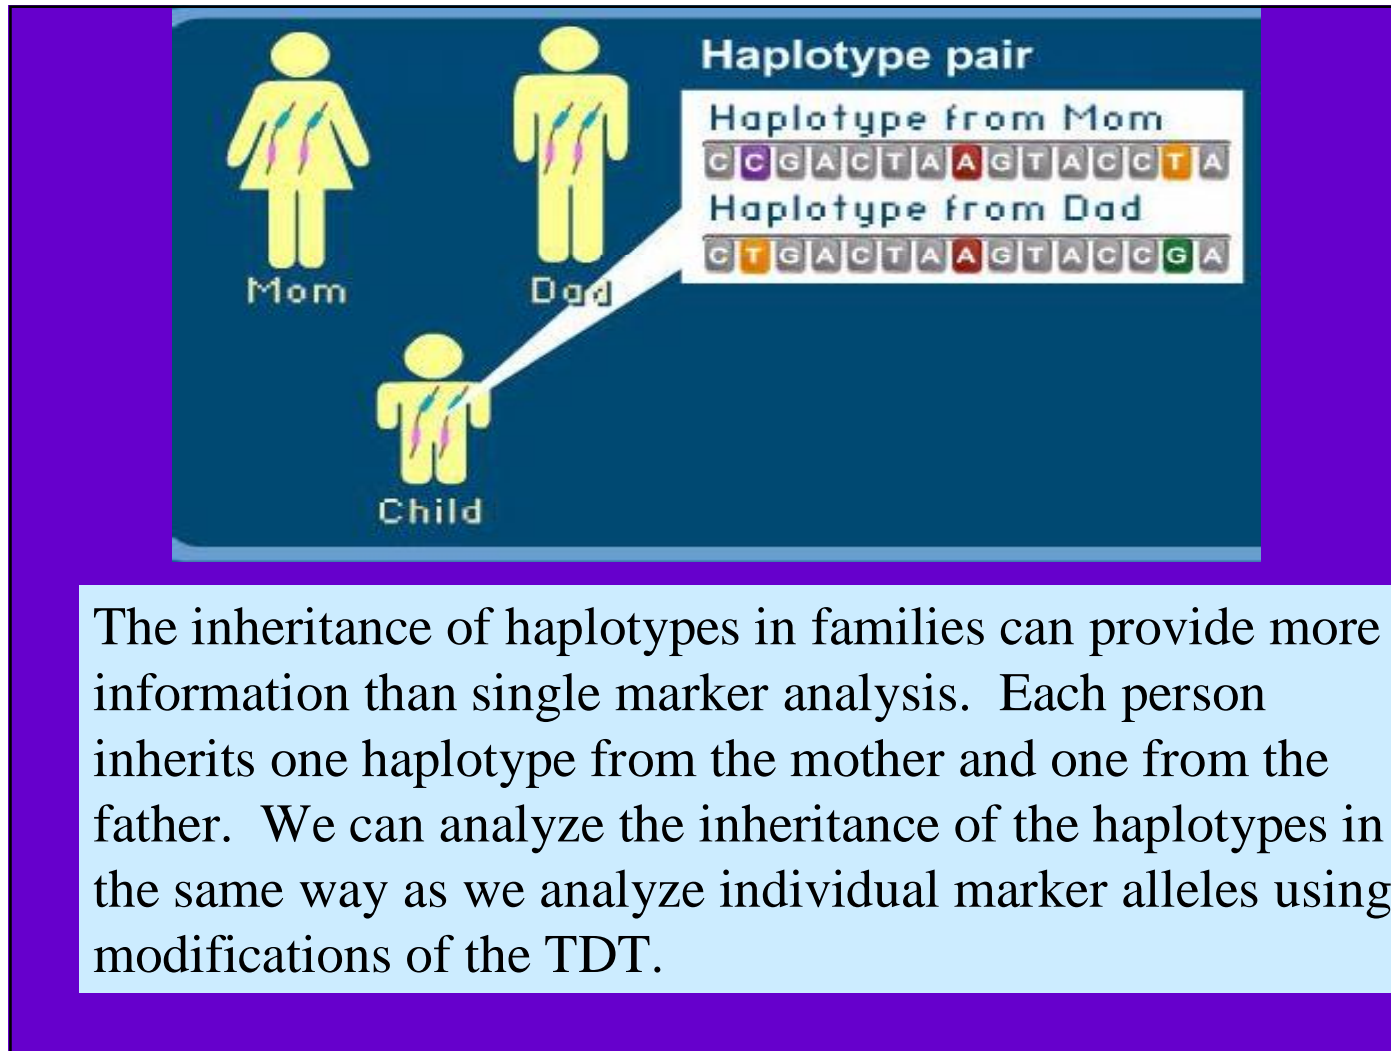 Haplotype pair
Haplotype from Mom
C C G A C T A A G T A C C T A
Haplotype from Dad
C T G A C T A A G T A C C G A
Mom
Dad
Child
The inheritance of haplotypes in families can provide more
information than single marker analysis.  Each person
inherits one haplotype from the mother and one from the
father.  We can analyze the inheritance of the haplotypes in
the same way as we analyze individual marker alleles using
modifications of the TDT.